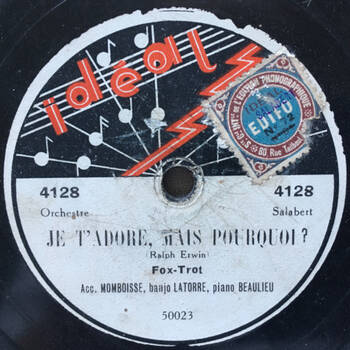 idéal
4128 4128
Orchestre Salabert
JE T'ADORE, MAIS POURQUOI ?
(Ralph Erwin)
Fox-Trot
Acc. MOMBOISSE, banjo LATORRE, piano BEAULIEU
50023